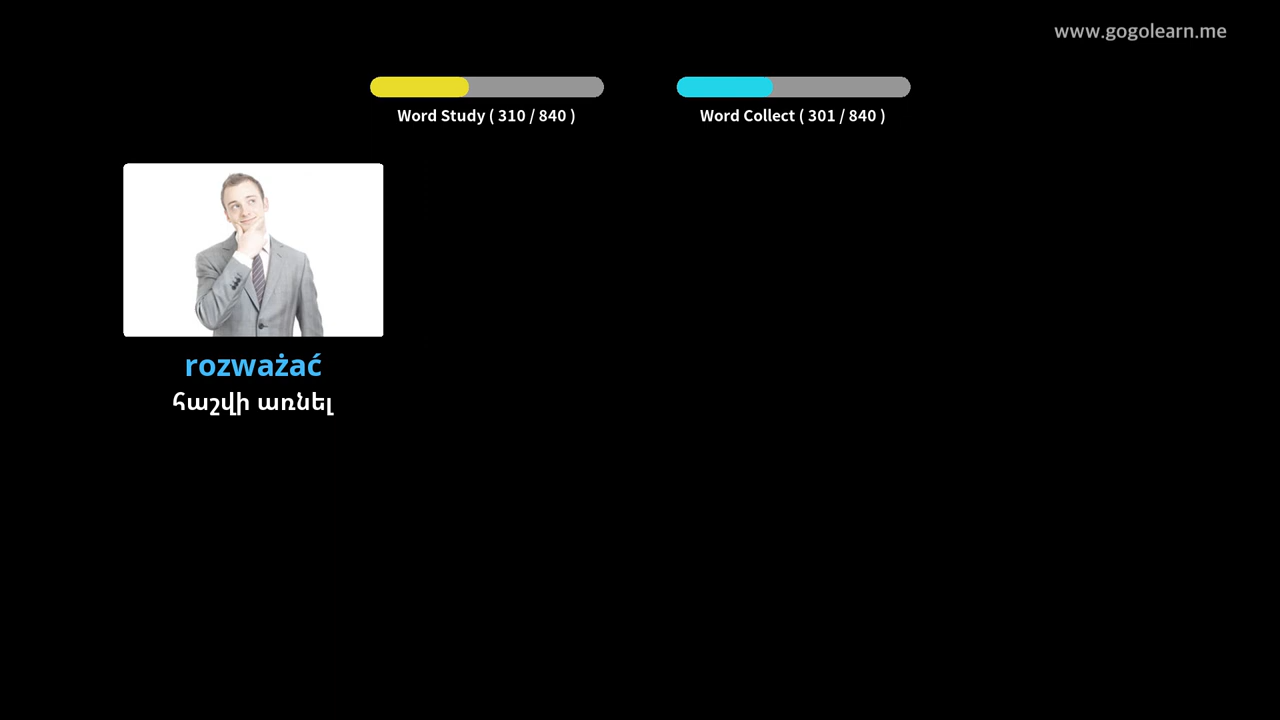 www.gogolearn.me
Word Study ( 310 / 840 )
Word Collect ( 301 / 840 )
rozważać
հաշվի առնել